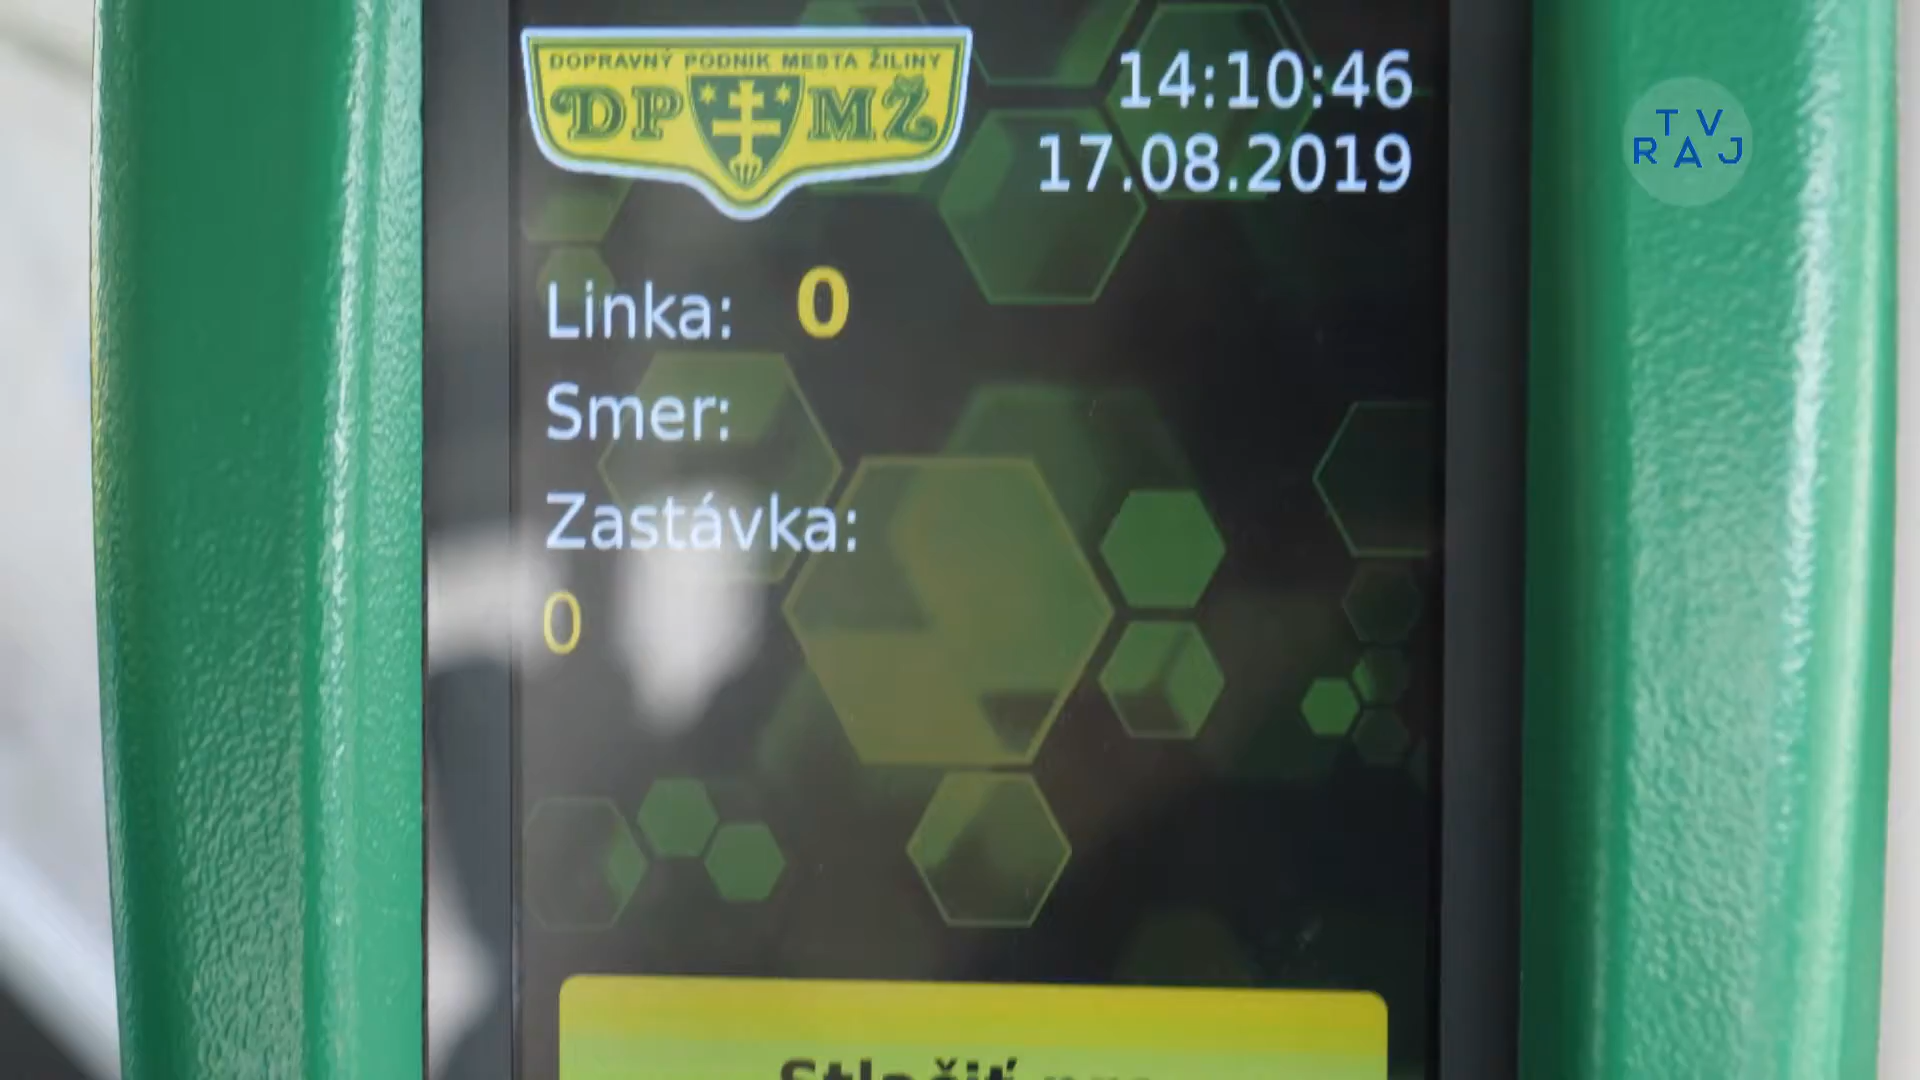 DOPRAVNÝ PODNIK MESTA ŽILINY
DP MŽ
14:10:46
17.08.2019
TV
RAJ
Linka: 0
Smer:
Zastávka:
0
Stlačiť